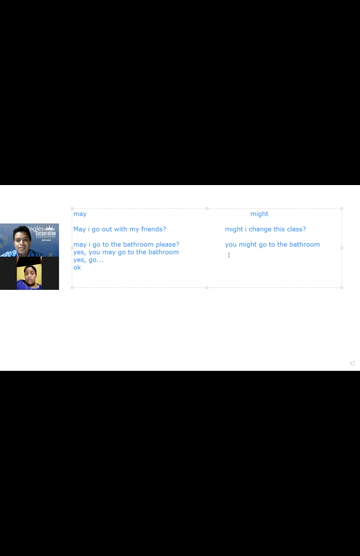 may
might
May i go out with my friends?
might i change this class?
may i go to the bathroom please?
you might go to the bathroom
yes, you may go to the bathroom
yes, go...
ok